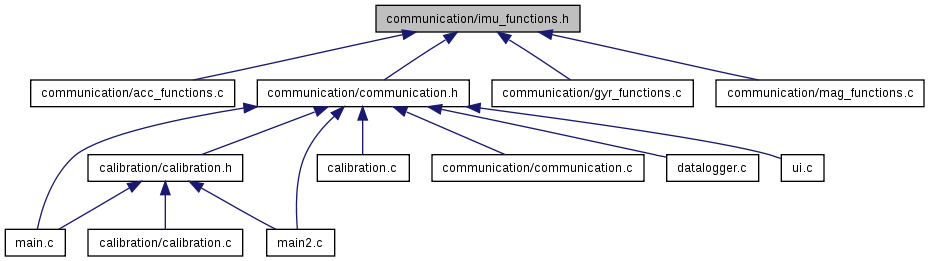 communication/imu_functions.h
communication/acc_functions.c
communication/communication.h
communication/gyr_functions.c
communication/mag_functions.c
calibration/calibration.h
calibration.c
communication/communication.c
datalogger.c
ui.c
main.c
calibration/calibration.c
main2.c